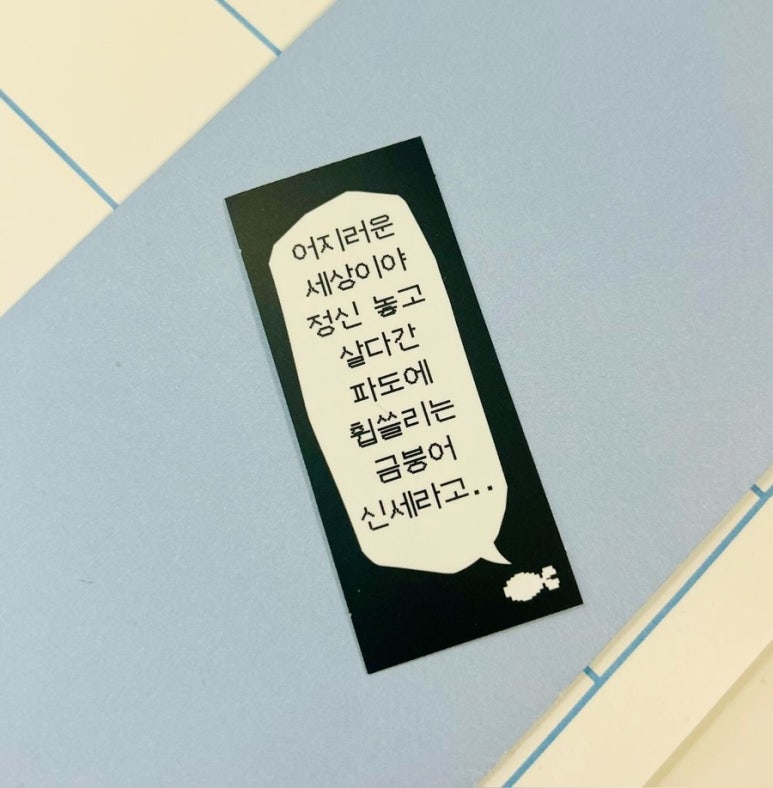 어지러운
세상이야
정신 놓고
살다간
파도에
휩쓸리는
금붕어
신세라고..